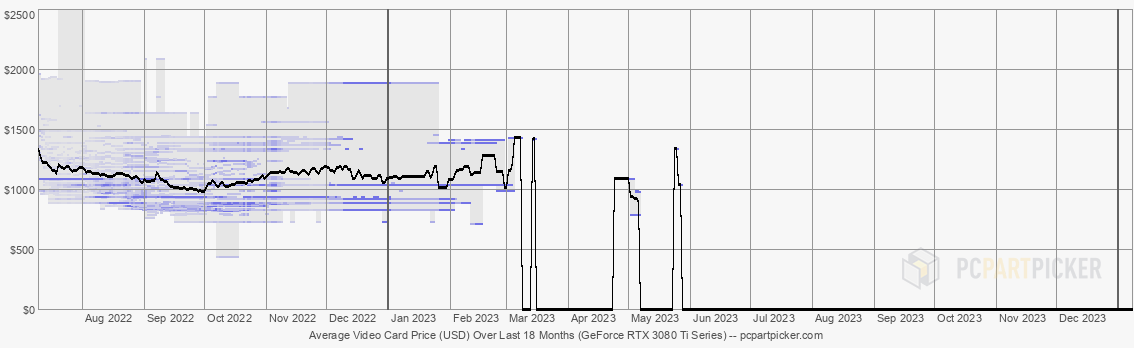 $2500
$2000
$1500
$1000
$500
$0
PCPARTPICKER
Aug 2022 Sep 2022 Oct 2022 Nov 2022 Dec 2022 Jan 2023 Feb 2023 Mar 2023 Apr 2023 May 2023 Jun 2023 Jul 2023 Aug 2023 Sep 2023 Oct 2023 Nov 2023 Dec 2023
Average Video Card Price (USD) Over Last 18 Months (GeForce RTX 3080 Ti Series) -- pcpartpicker.com